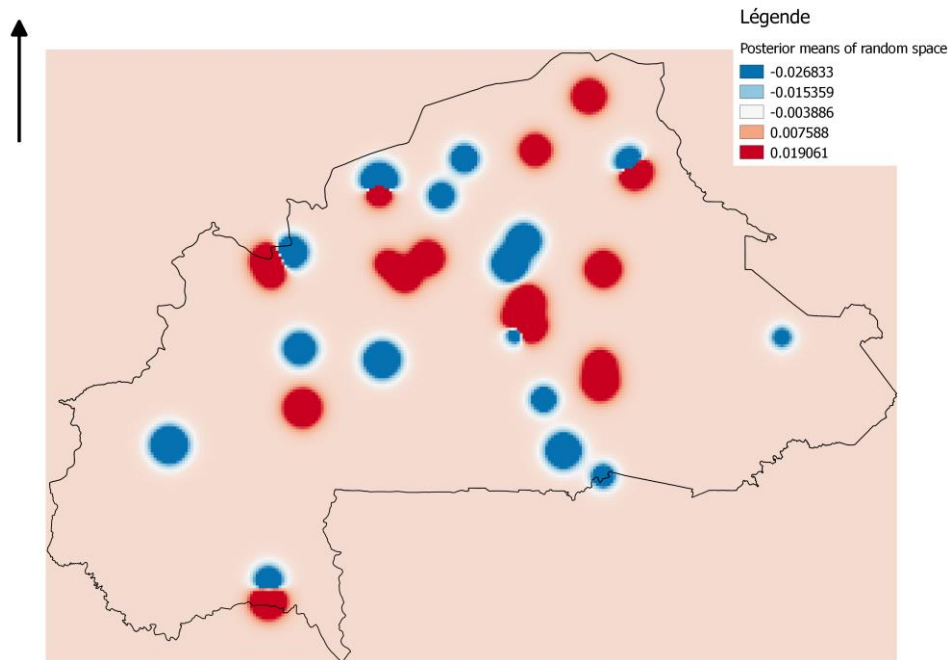 Légende
Posterior means of random space
-0.026833
-0.015359
-0.003886
0.007588
0.019061